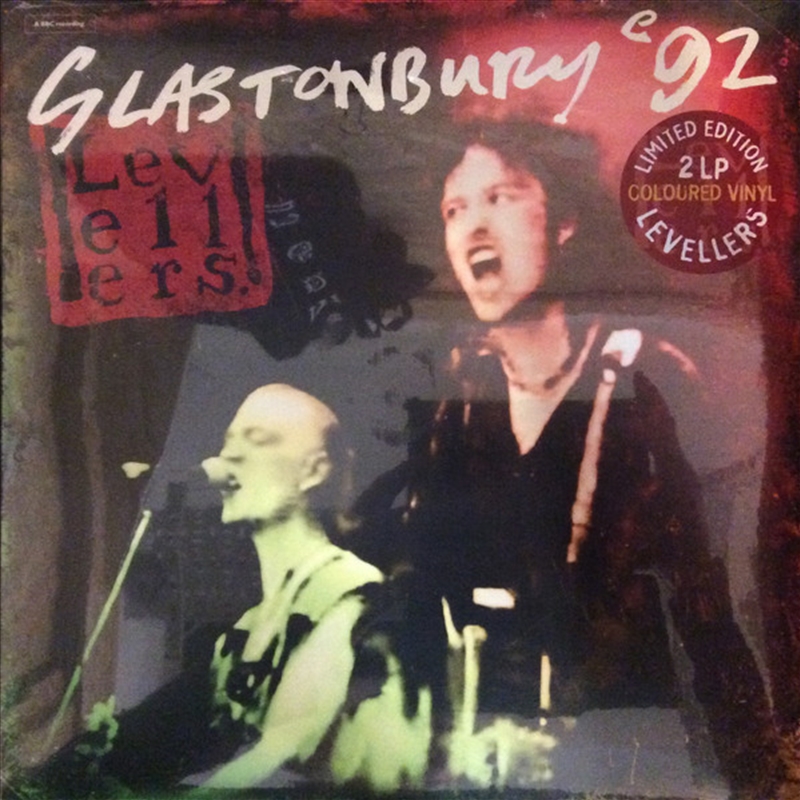 A BBC recording
GLASTONBURY '92
Lev
ell
ers.
LIMITED EDITION
2 LP
COLOURED VINYL
LEVELLERS